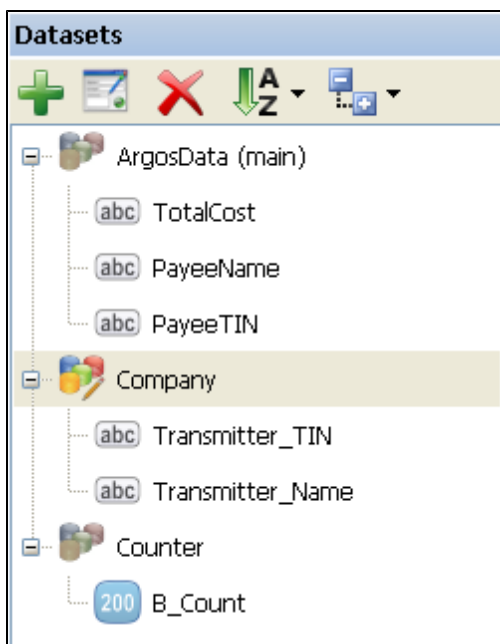 Datasets
A
Z
ArgosData (main)
abc TotalCost
abc PayeeName
abc PayeeTIN
Company
abc Transmitter_TIN
abc Transmitter_Name
Counter
200 B_Count